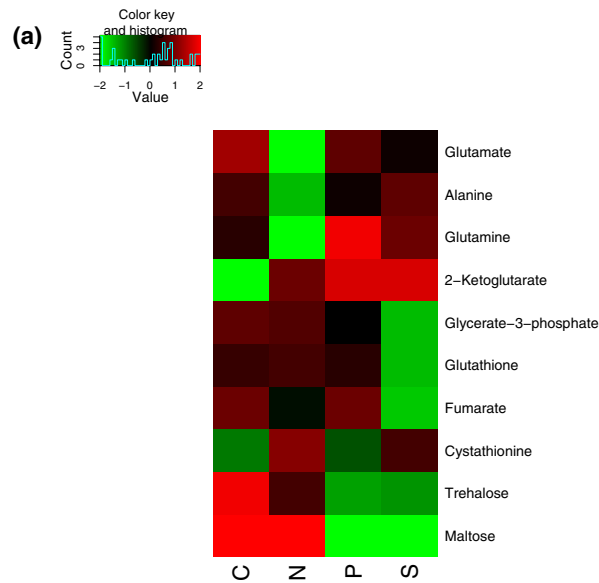 (a)
Color key
and histogram
Count
0 3
−2 −1 0 1 2
Value
Glutamate
Alanine
Glutamine
2−Ketoglutarate
Glycerate−3−phosphate
Glutathione
Fumarate
Cystathionine
Trehalose
Maltose
C N P S